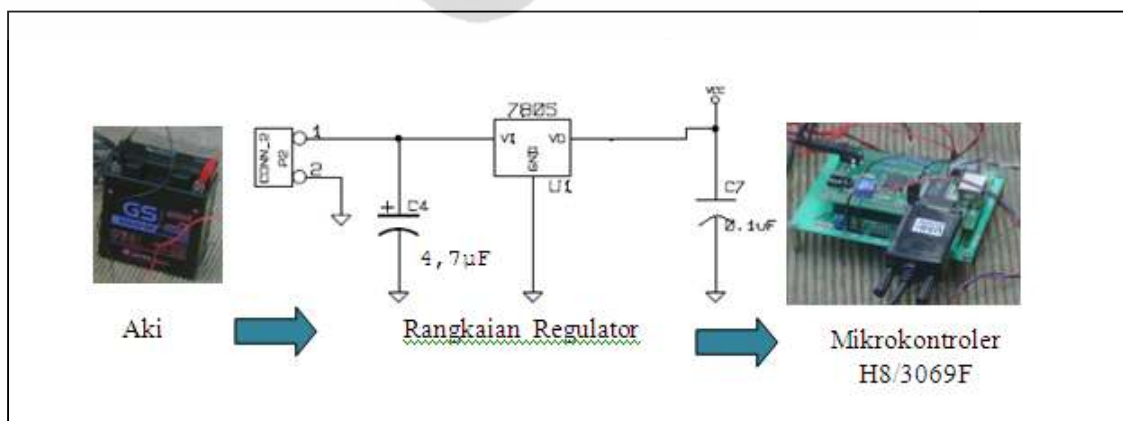 7805
VCC
1
CONN_2
P2
2
VI
VO
GND
U1
C4
+
4,7µF
C7
0.1uF
GS
Aki
Rangkaian Regulator
Mikrokontroler
H8/3069F